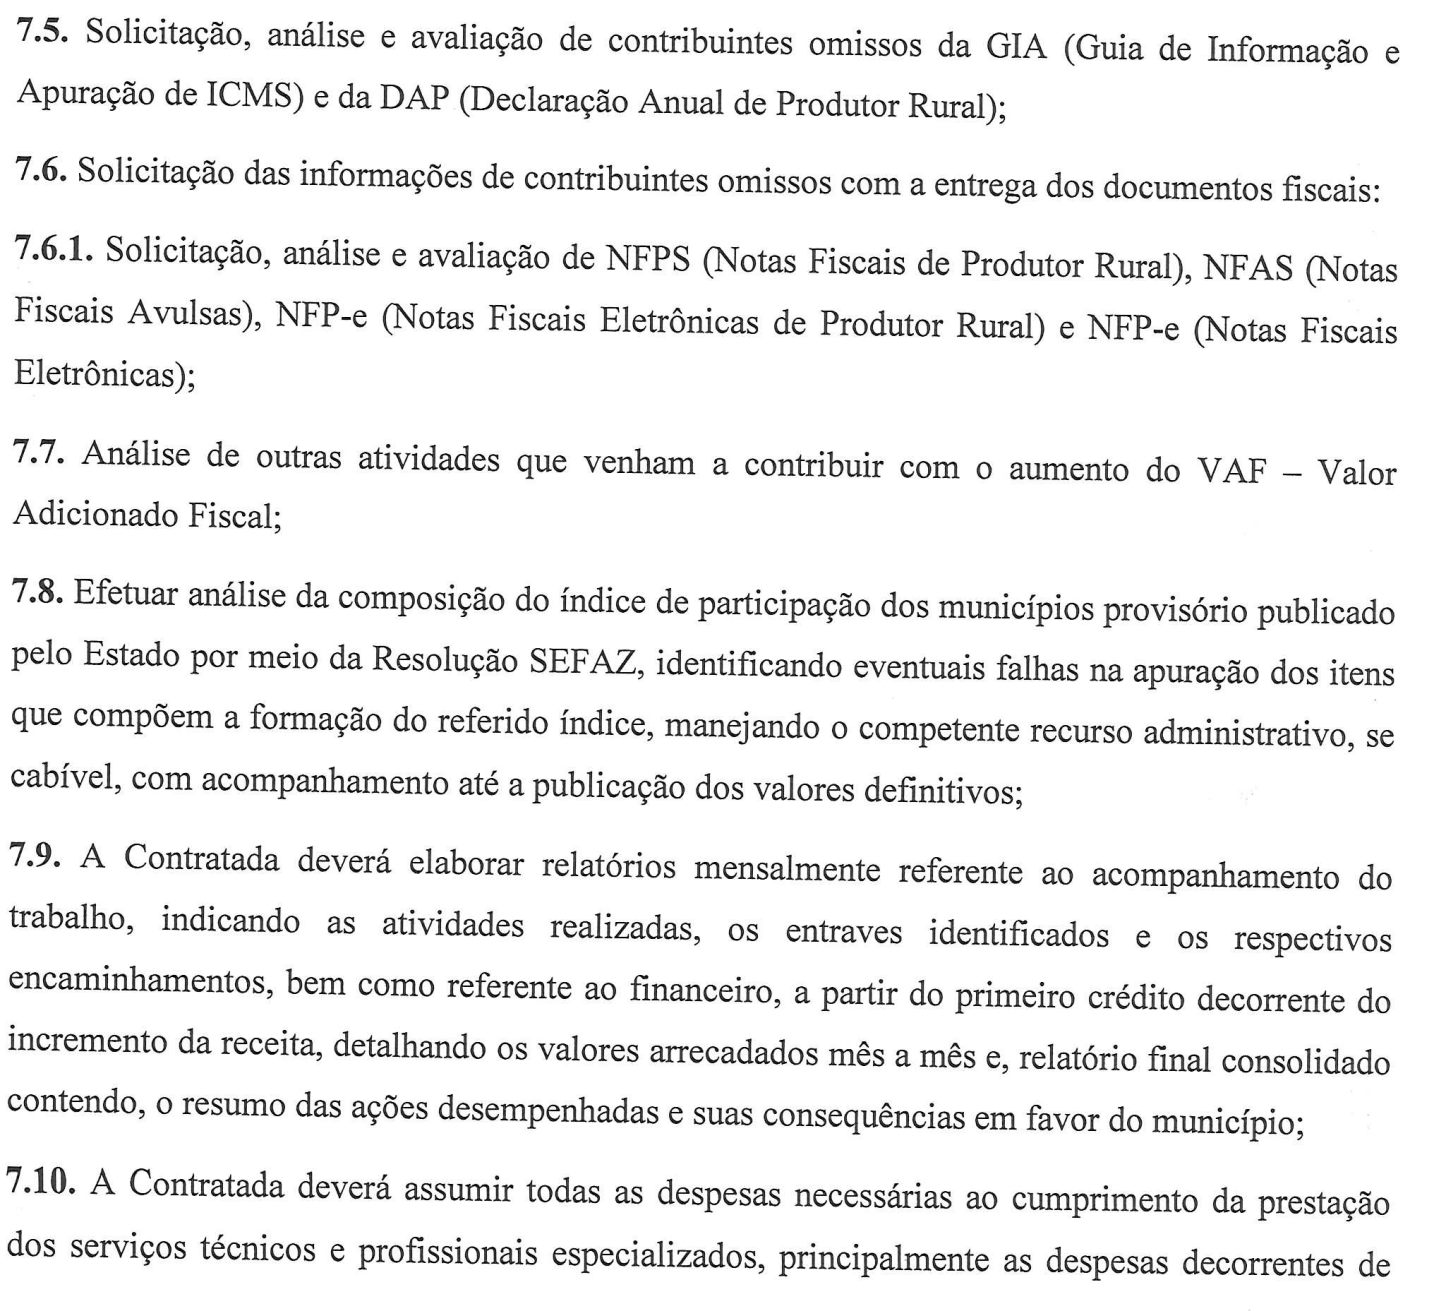 7.5. Solicitação, análise e avaliação de contribuintes omissos da GIA (Guia de Informação e
Apuração de ICMS) e da DAP (Declaração Anual de Produtor Rural);
7.6. Solicitação das informações de contribuintes omissos com a entrega dos documentos fiscais:
7.6.1. Solicitação, análise e avaliação de NFPS (Notas Fiscais de Produtor Rural), NFAS (Notas
Fiscais Avulsas), NFP-e (Notas Fiscais Eletrônicas de Produtor Rural) e NFP-e (Notas Fiscais
Eletrônicas);
7.7. Análise de outras atividades que venham a contribuir com o aumento do VAF – Valor
Adicionado Fiscal;
7.8. Efetuar análise da composição do índice de participação dos municípios provisório publicado
pelo Estado por meio da Resolução SEFAZ, identificando eventuais falhas na apuração dos itens
que compõem a formação do referido índice, manejando o competente recurso administrativo, se
cabível, com acompanhamento até a publicação dos valores definitivos;
7.9. A Contratada deverá elaborar relatórios mensalmente referente ao acompanhamento do
trabalho, indicando as atividades realizadas, os entraves identificados e os respectivos
encaminhamentos, bem como referente ao financeiro, a partir do primeiro crédito decorrente do
incremento da receita, detalhando os valores arrecadados mês a mês e, relatório final consolidado
contendo, o resumo das ações desempenhadas e suas consequências em favor do município;
7.10. A Contratada deverá assumir todas as despesas necessárias ao cumprimento da prestação
dos serviços técnicos e profissionais especializados, principalmente as despesas decorrentes de